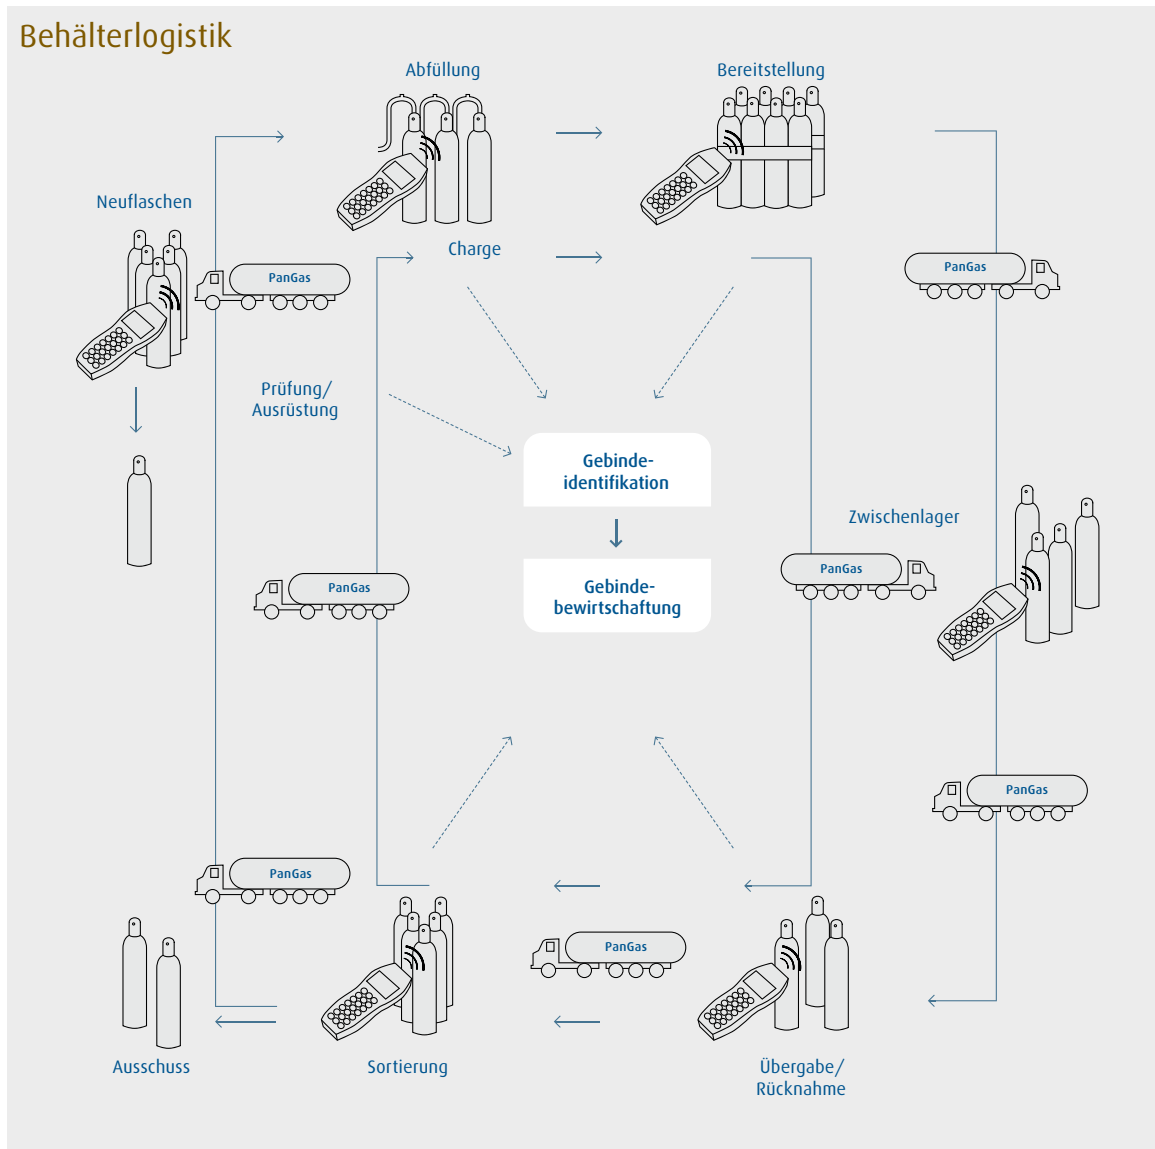 Behälterlogistik
Abfüllung
Bereitstellung
Neuflaschen
Charge
PanGas
PanGas
Prüfung/
Ausrüstung
Gebinde-
identifikation
Zwischenlager
PanGas
PanGas
Gebinde-
bewirtschaftung
PanGas
PanGas
PanGas
Ausschuss
Sortierung
Übergabe/
Rücknahme